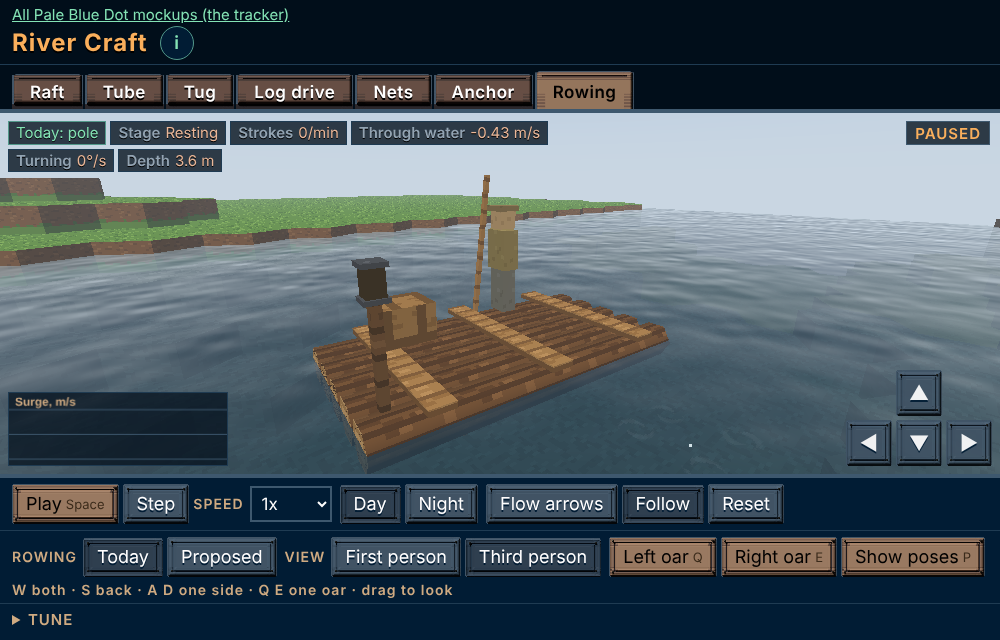 All Pale Blue Dot mockups (the tracker)
River Craft i
Raft Tube Tug Log drive Nets Anchor Rowing
Today: pole Stage Resting Strokes 0/min Through water -0.43 m/s PAUSED
Turning 0°/s Depth 3.6 m
Surge, m/s
Play Space Step SPEED 1x Day Night Flow arrows Follow Reset
ROWING Today Proposed VIEW First person Third person Left oar Q Right oar E Show poses P
W both · S back · A D one side · Q E one oar · drag to look
TUNE